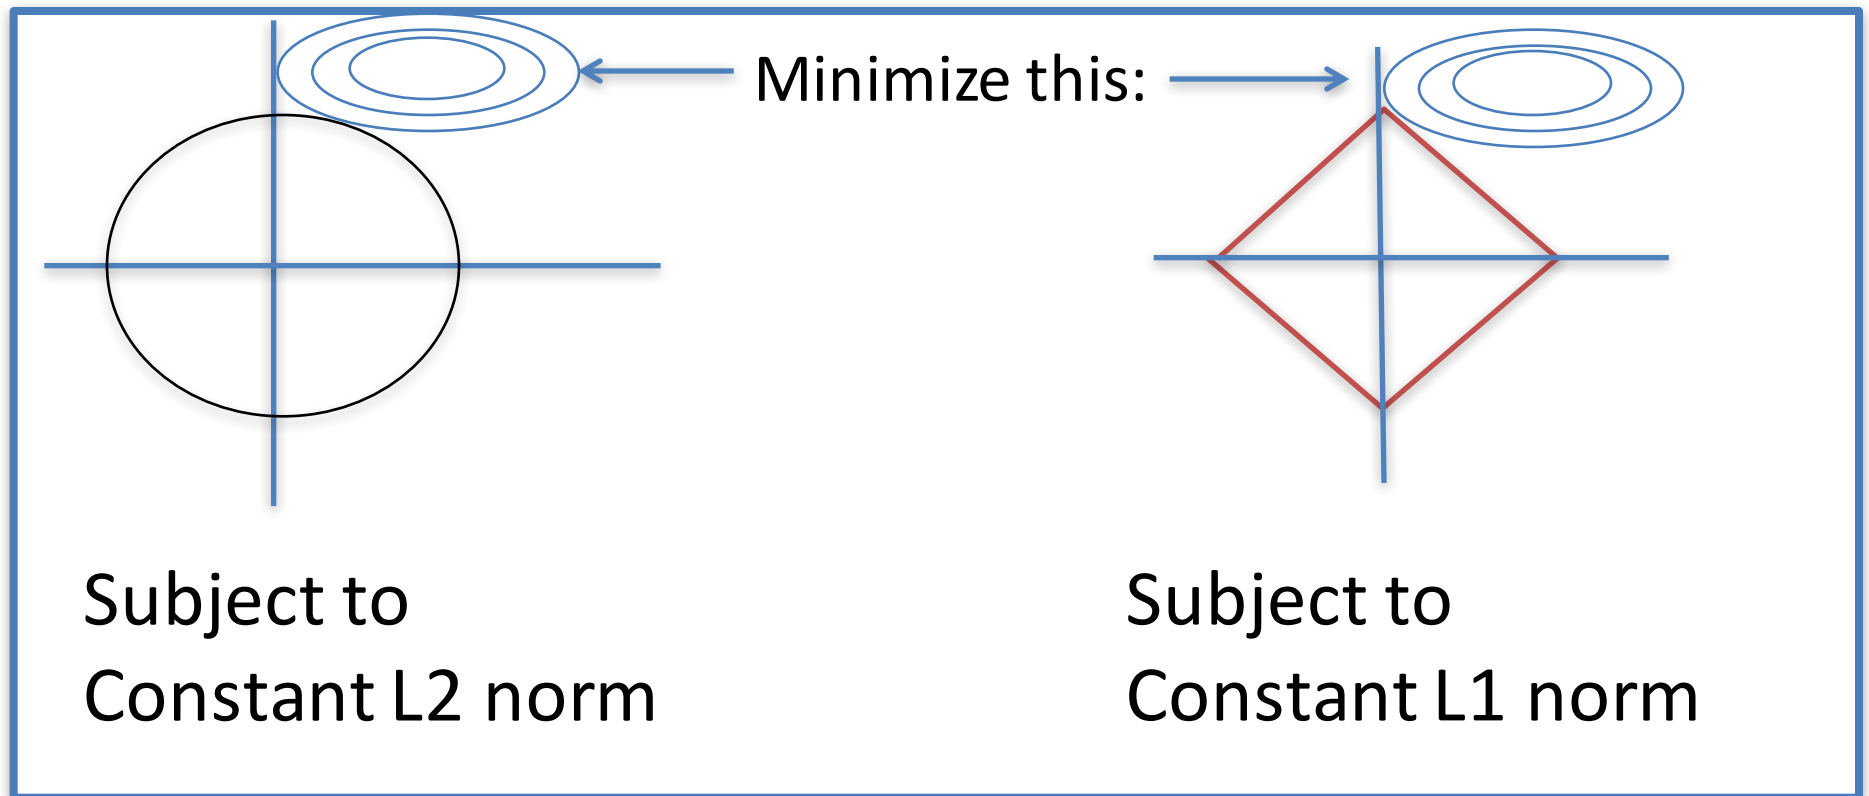 Minimize this:
Subject to
Constant L2 norm
Subject to
Constant L1 norm